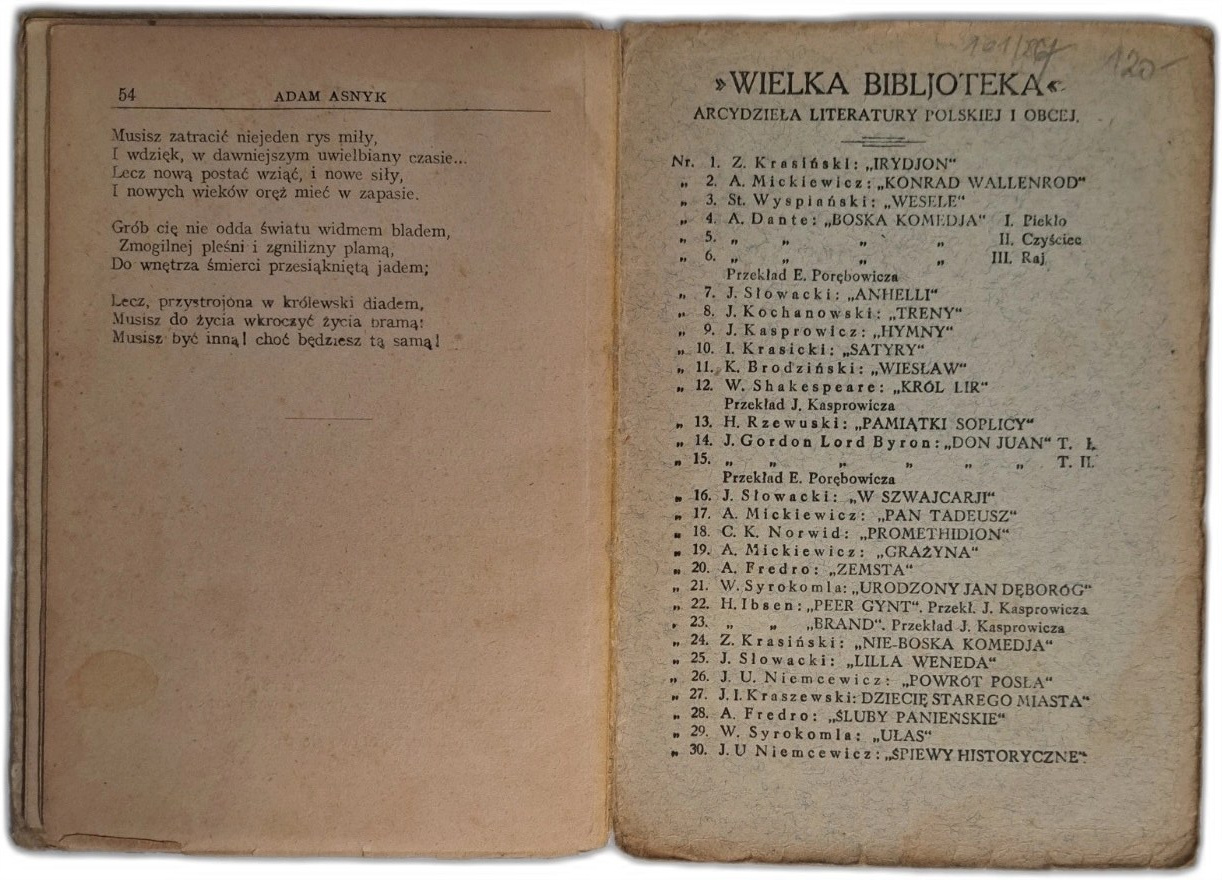 54 ADAM ASNYK
Musisz zatracić niejeden rys miły,
I wdzięk, w dawniejszym uwielbiany czasie...
Lecz nową postać wziąć, i nowe siły,
I nowych wieków oręż mieć w zapasie.
Grób cię nie odda światu widmem bladem,
Zmogilnej pleśni i zgnilizny plamą,
Do wnętrza śmierci przesiąkniętą jadem;
Lecz, przystrojona w królewski diadem,
Musisz do życia wkroczyć życia bramą!
Musisz być inną! choć będziesz tą samą!
120-
»WIELKA BIBLJOTEKA«
ARCYDZIEŁA LITERATURY POLSKIEJ I OBCEJ.
Nr. 1. Z. Krasiński: „IRYDJON“
„ 2. A. Mickiewicz: „KONRAD WALLENROD“
„ 3. St. Wyspiański: „WESELE“
„ 4. A. Dante: „BOSKA KOMEDJA“ I. Piekło
„ 5. „ „ „ „ II. Czyściec
„ 6. „ „ „ „ III. Raj
Przekład E. Porębowicza
„ 7. J. Słowacki: „ANHELLI“
„ 8. J. Kochanowski: „TRENY“
„ 9. J. Kasprowicz: „HYMNY“
„ 10. I. Krasicki: „SATYRY“
„ 11. K. Brodziński: „WIESŁAW“
„ 12. W. Shakespeare: „KRÓL LIR“
Przekład J. Kasprowicza
„ 13. H. Rzewuski: „PAMIĄTKI SOPLICY“
„ 14. J. Gordon Lord Byron: „DON JUAN“ T. I.
„ 15. „ „ „ „ „ „ T. II.
Przekład E. Porębowicza
„ 16. J. Słowacki: „W SZWAJCARJI“
„ 17. A. Mickiewicz: „PAN TADEUSZ“
„ 18. C. K. Norwid: „PROMETHIDION“
„ 19. A. Mickiewicz: „GRAŻYNA“
„ 20. A. Fredro: „ZEMSTA“
„ 21. W. Syrokomla: „URODZONY JAN DĘBORÓG“
„ 22. H. Ibsen: „PEER GYNT“. Przekł. J. Kasprowicza
„ 23. „ „ „BRAND“. Przekład J. Kasprowicza
„ 24. Z. Krasiński: „NIE-BOSKA KOMEDJA“
„ 25. J. Słowacki: „LILLA WENEDA“
„ 26. J. U. Niemcewicz: „POWRÓT POSŁA“
„ 27. J. I. Kraszewski: DZIECIĘ STAREGO MIASTA“
„ 28. A. Fredro: „ŚLUBY PANIEŃSKIE“
„ 29. W. Syrokomla: „UŁAS“
„ 30. J. U Niemcewicz: „ŚPIEWY HISTORYCZNE“